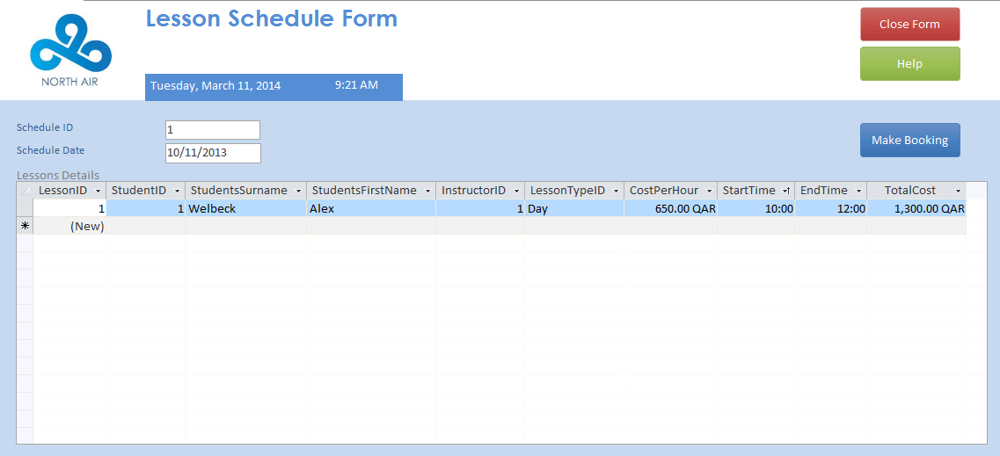 Lesson Schedule Form
Close Form
Help
NORTH AIR
Tuesday, March 11, 2014 9:21 AM
Schedule ID 1
Make Booking
Schedule Date 10/11/2013
Lessons Details
LessonID StudentID StudentsSurname StudentsFirstName InstructorID LessonTypeID CostPerHour StartTime EndTime TotalCost
1 1 Welbeck Alex 1 Day 650.00 QAR 10:00 12:00 1,300.00 QAR
* (New)